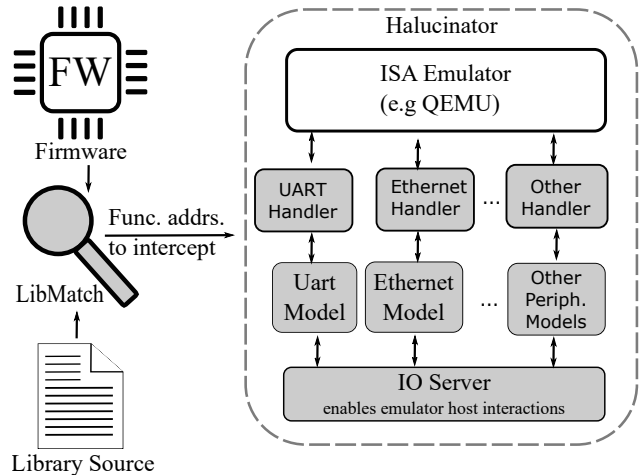 FW
Firmware
LibMatch
Library Source
Func. addrs.
to intercept
Halucinator
ISA Emulator
(e.g QEMU)
UART
Handler
Ethernet
Handler
...
Other
Handler
Uart
Model
Ethernet
Model
...
Other
Periph.
Models
IO Server
enables emulator host interactions